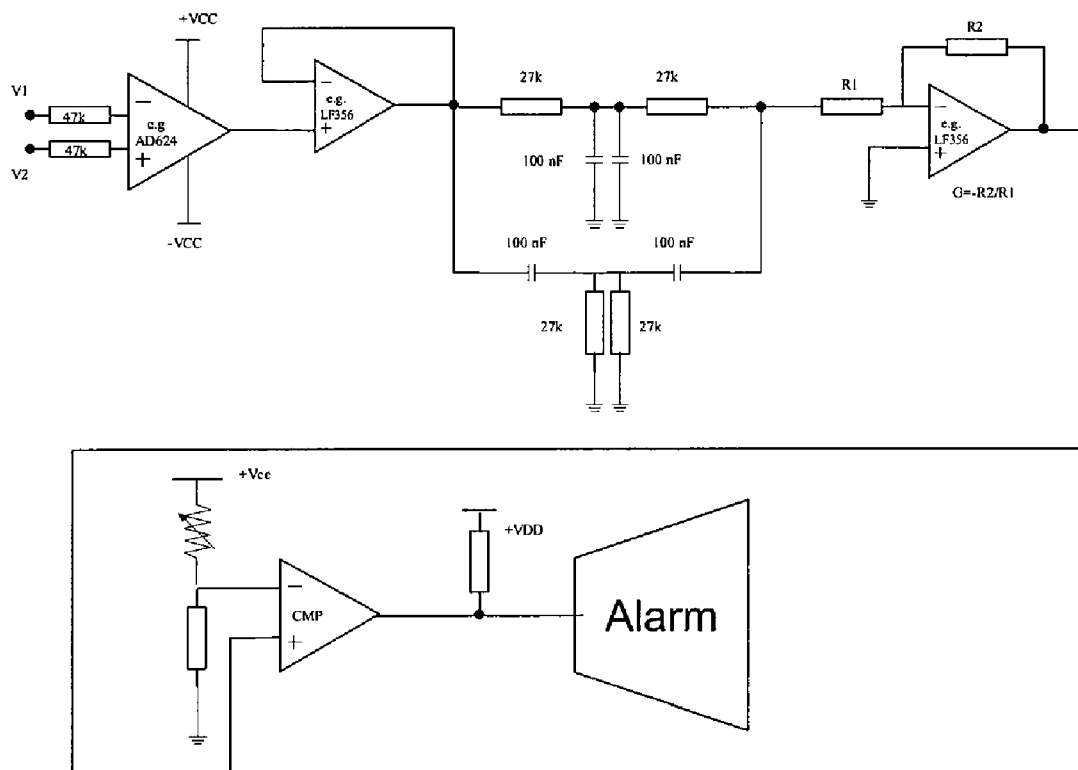 +VCC
V1
47k
47k
V2
e.g
AD624
-VCC
e.g.
LF356
27k
27k
100 nF
100 nF
100 nF
100 nF
27k
27k
R1
R2
e.g.
LF356
G=-R2/R1
+Vcc
CMP
+VDD
Alarm